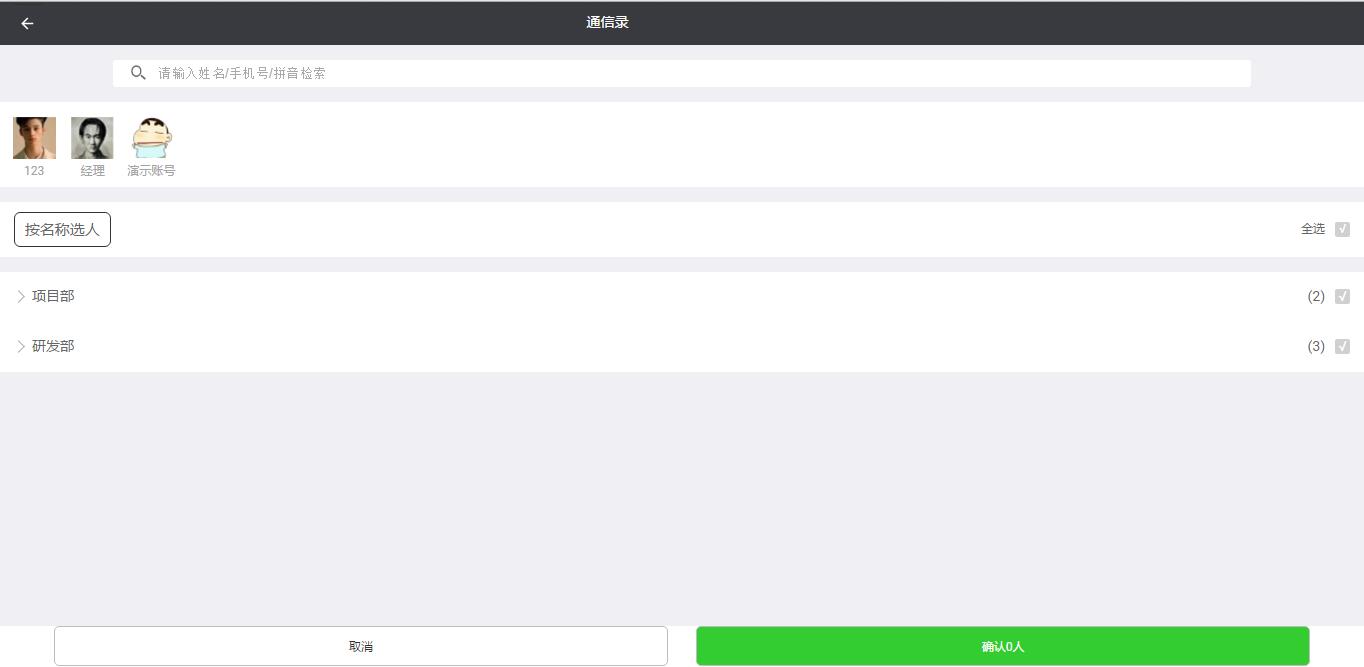 通信录
请输入姓名/手机号/拼音检索
123 经理 演示账号
按名称选人 全选
项目部 (2)
研发部 (3)
取消 确认0人